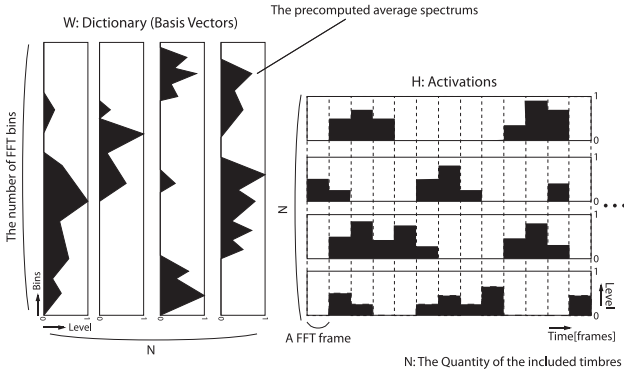 W: Dictionary (Basis Vectors)
The precomputed average spectrums
The number of FFT bins
Bins
Level
0 1
0 1
0 1
0 1
N
H: Activations
N
1
0
1
0
1
0
1
0
Level
A FFT frame
Time[frames]
N: The Quantity of the included timbres